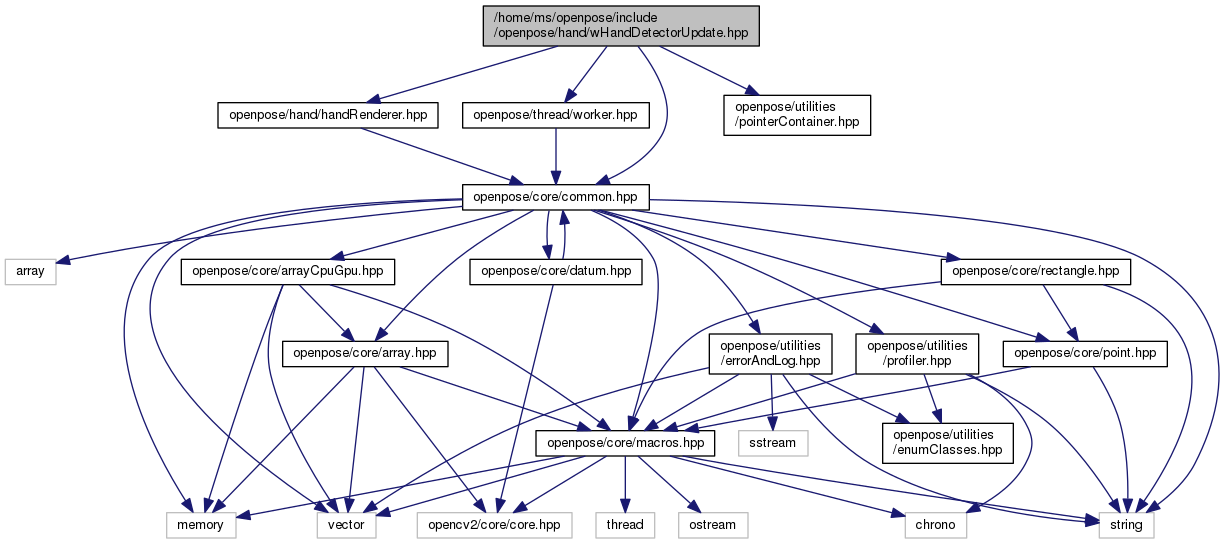 /home/ms/openpose/include
/openpose/hand/wHandDetectorUpdate.hpp
openpose/hand/handRenderer.hpp
openpose/thread/worker.hpp
openpose/utilities
/pointerContainer.hpp
openpose/core/common.hpp
array
openpose/core/arrayCpuGpu.hpp
openpose/core/datum.hpp
openpose/core/rectangle.hpp
openpose/core/array.hpp
openpose/utilities
/errorAndLog.hpp
openpose/utilities
/profiler.hpp
openpose/core/point.hpp
openpose/core/macros.hpp
sstream
openpose/utilities
/enumClasses.hpp
memory
vector
opencv2/core/core.hpp
thread
ostream
chrono
string